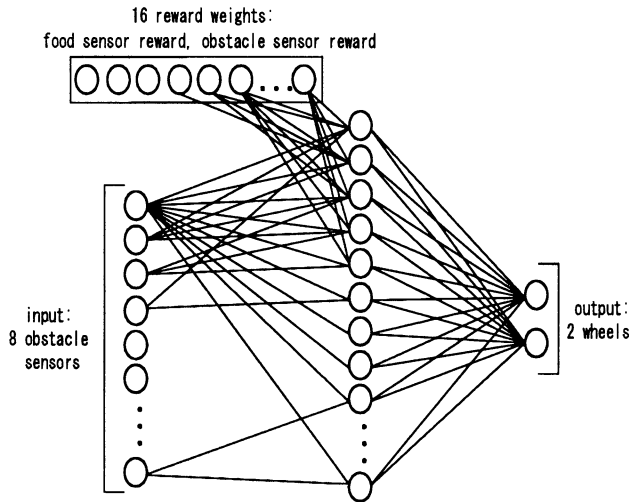 16 reward weights:
food sensor reward, obstacle sensor reward
input:
8 obstacle
sensors
output:
2 wheels